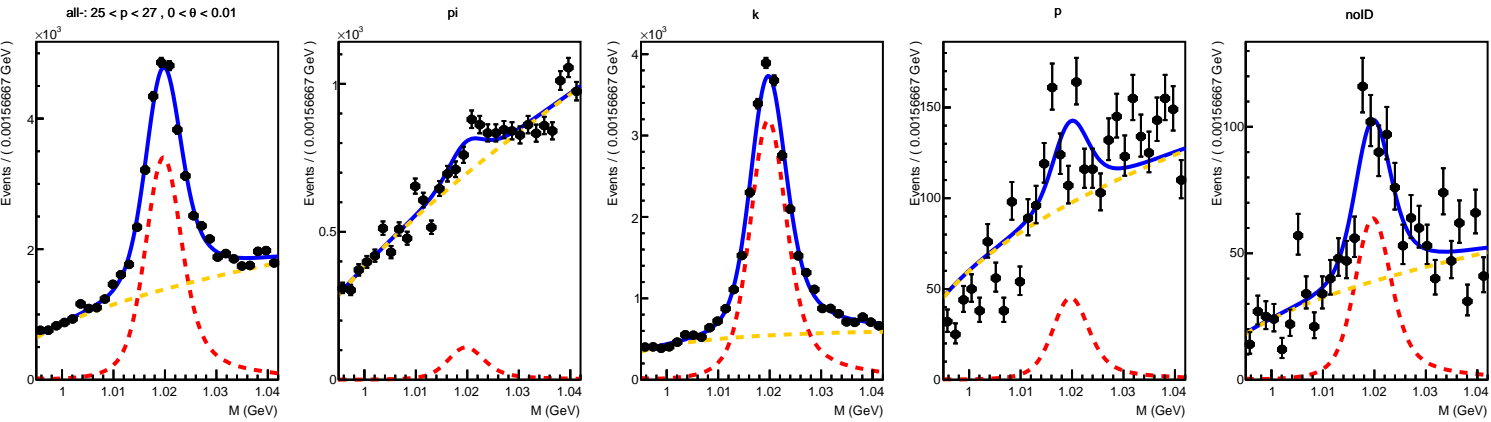 all-: 25 < p < 27 , 0 < θ < 0.01
×10³
Events / ( 0.00156667 GeV )
4
2
0
1 1.01 1.02 1.03 1.04
M (GeV)
pi
×10³
Events / ( 0.00156667 GeV )
1
0.5
0
1 1.01 1.02 1.03 1.04
M (GeV)
k
×10³
Events / ( 0.00156667 GeV )
4
3
2
1
0
1 1.01 1.02 1.03 1.04
M (GeV)
p
Events / ( 0.00156667 GeV )
150
100
50
0
1 1.01 1.02 1.03 1.04
M (GeV)
noID
Events / ( 0.00156667 GeV )
100
50
0
1 1.01 1.02 1.03 1.04
M (GeV)